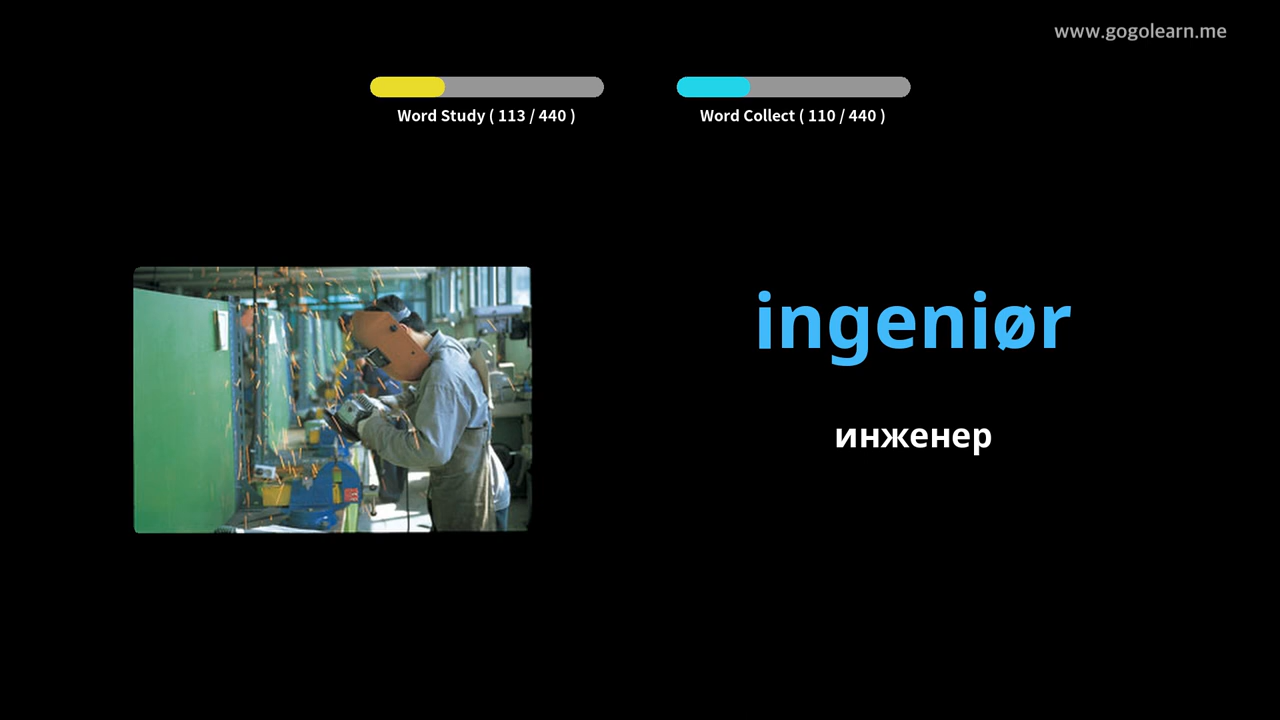 www.gogolearn.me
Word Study ( 113 / 440 )
Word Collect ( 110 / 440 )
ingeniør
инженер